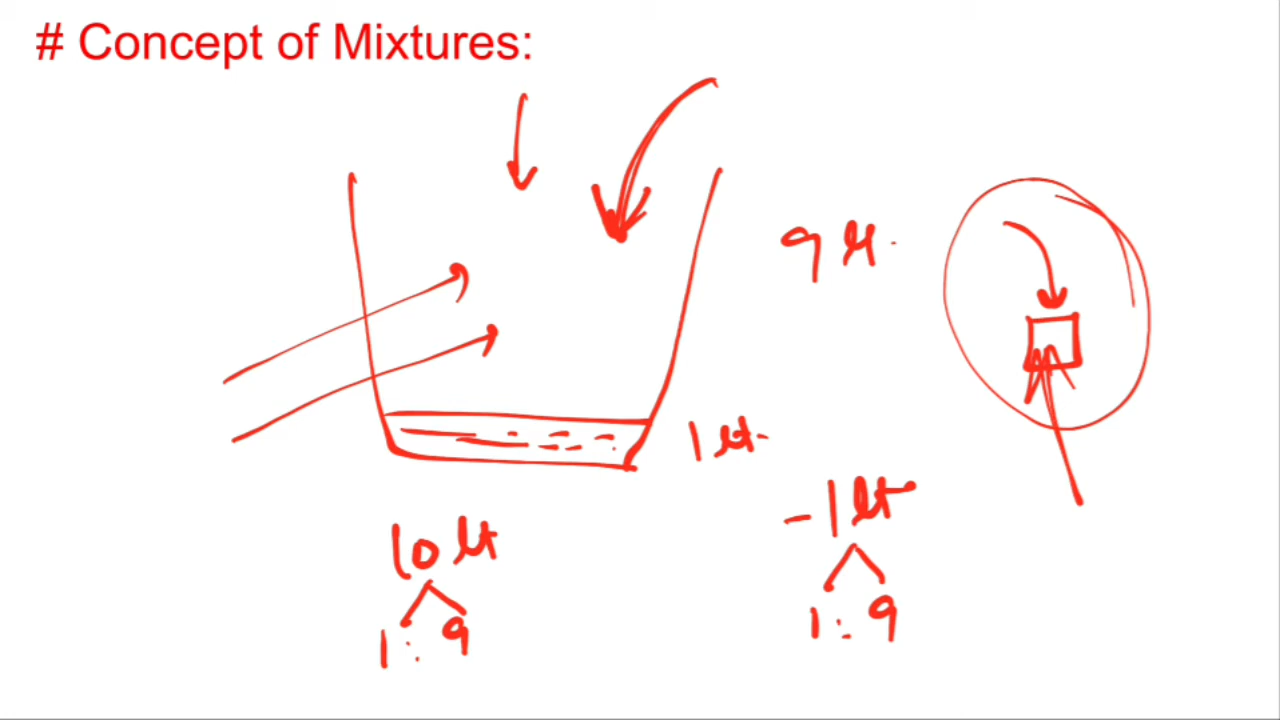 # Concept of Mixtures:
9 lt.
1 lt.
-1 lt
10 lt
1 : 9
1 : 9